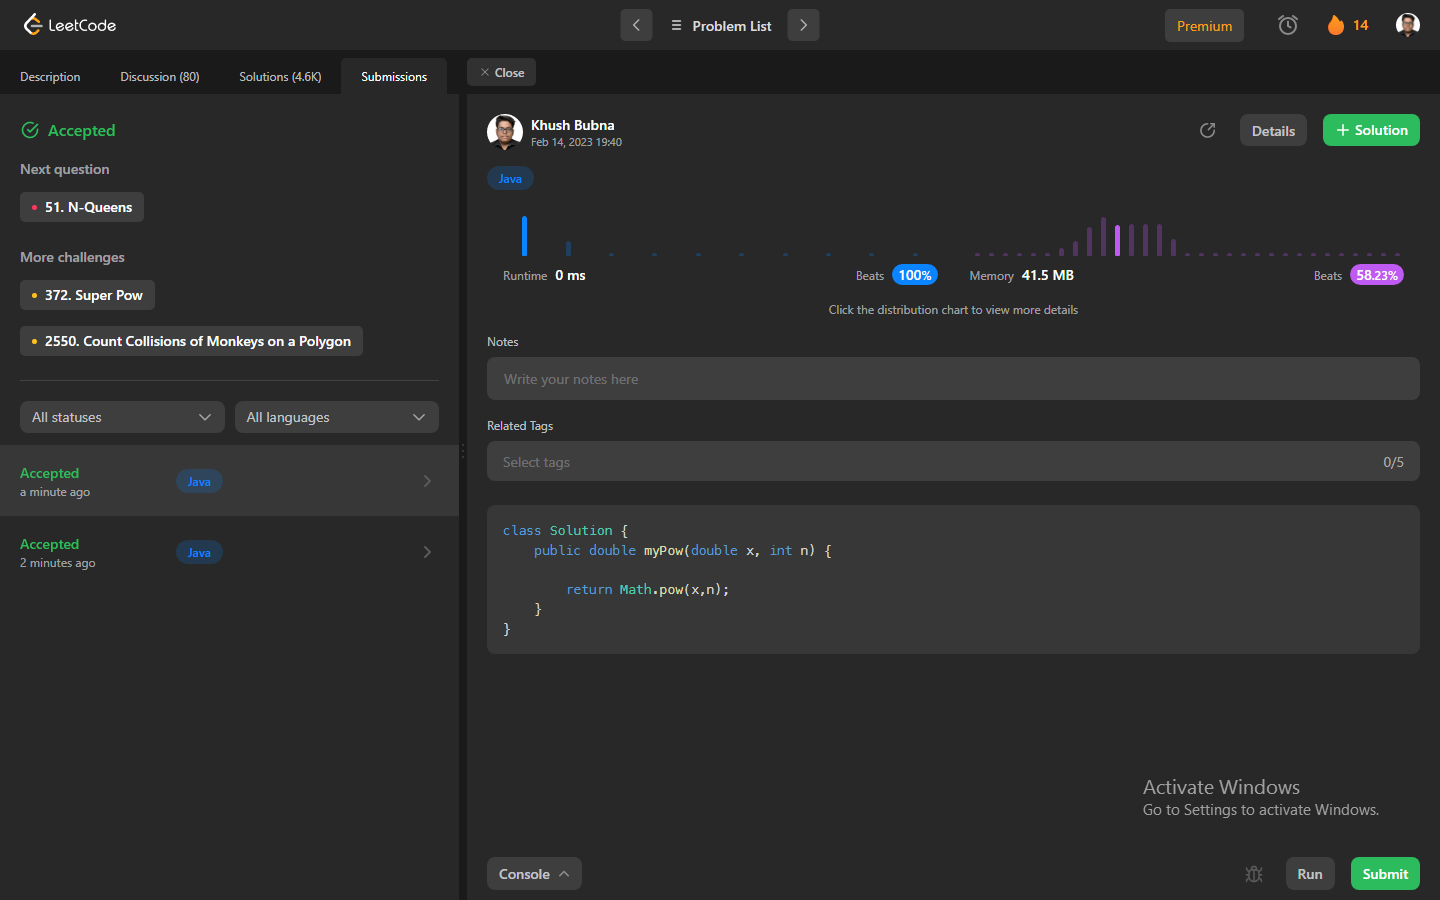 LeetCode
Problem List
Premium
14
Description
Discussion (80)
Solutions (4.6K)
Submissions
Close
Accepted
Next question
51. N-Queens
More challenges
372. Super Pow
2550. Count Collisions of Monkeys on a Polygon
All statuses
All languages
Accepted
a minute ago
Java
Accepted
2 minutes ago
Java
Khush Bubna
Feb 14, 2023 19:40
Details
+ Solution
Java
Runtime 0 ms
Beats 100%
Memory 41.5 MB
Beats 58.23%
Click the distribution chart to view more details
Notes
Write your notes here
Related Tags
Select tags
0/5
class Solution {
    public double myPow(double x, int n) {
        return Math.pow(x,n);
    }
}
Activate Windows
Go to Settings to activate Windows.
Console
Run
Submit